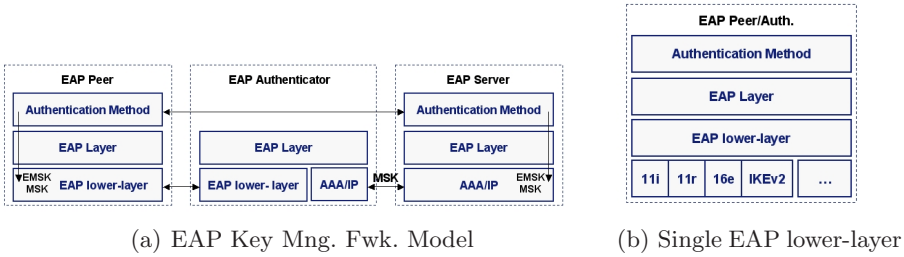 EAP Peer
Authentication Method
EAP Layer
EMSK
MSK
EAP lower-layer
EAP Authenticator
EAP Layer
EAP lower- layer
AAA/IP
MSK
EAP Server
Authentication Method
EAP Layer
AAA/IP
EMSK
MSK
(a) EAP Key Mng. Fwk. Model
EAP Peer/Auth.
Authentication Method
EAP Layer
EAP lower-layer
11i
11r
16e
IKEv2
...
(b) Single EAP lower-layer